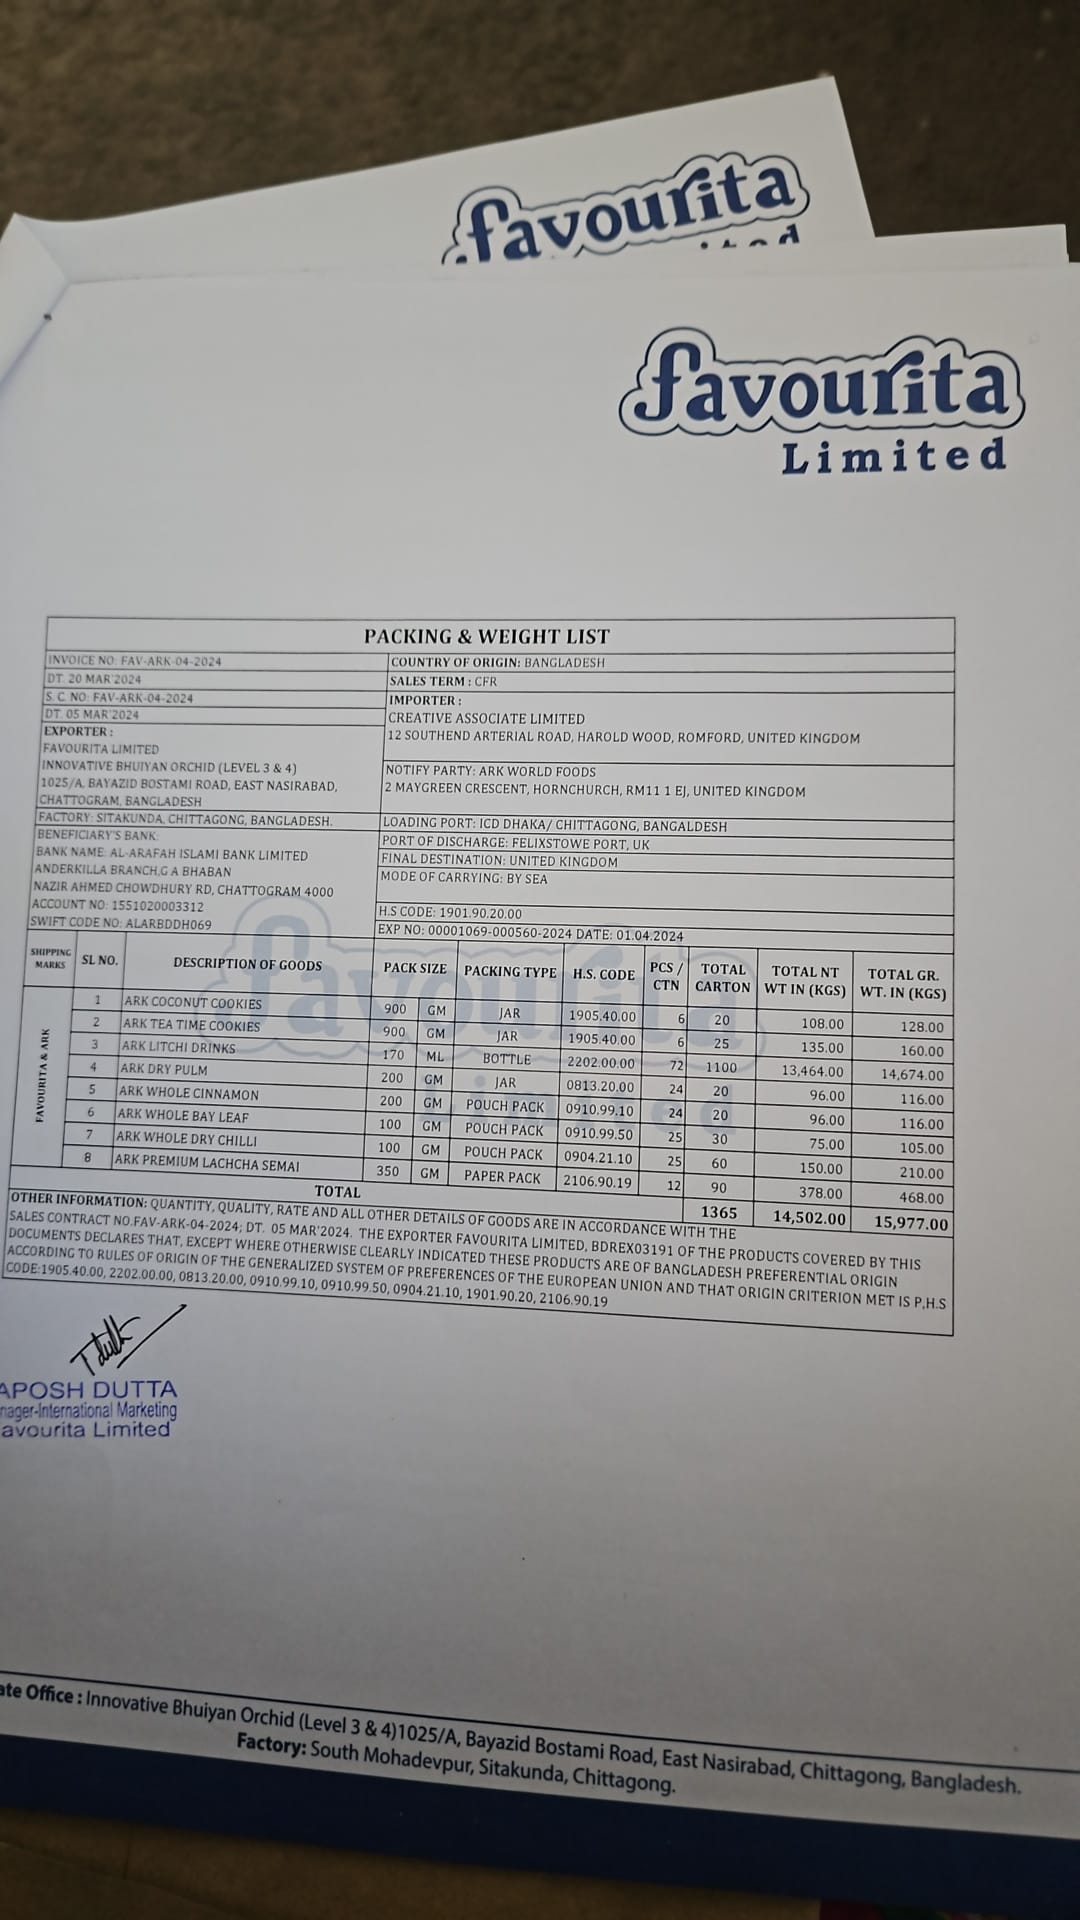 favourita
favourita
Limited
PACKING & WEIGHT LIST
INVOICE NO: FAV-ARK-04-2024
DT. 20 MAR'2024
S. C. NO: FAV-ARK-04-2024
DT. 05 MAR'2024
EXPORTER :
FAVOURITA LIMITED
INNOVATIVE BHUIYAN ORCHID (LEVEL 3 & 4)
1025/A, BAYAZID BOSTAMI ROAD, EAST NASIRABAD,
CHATTOGRAM, BANGLADESH
FACTORY: SITAKUNDA, CHITTAGONG, BANGLADESH.
BENEFICIARY'S BANK:
BANK NAME: AL-ARAFAH ISLAMI BANK LIMITED
ANDERKILLA BRANCH,G A BHABAN
NAZIR AHMED CHOWDHURY RD, CHATTOGRAM 4000
ACCOUNT NO: 1551020003312
SWIFT CODE NO: ALARBDDH069
COUNTRY OF ORIGIN: BANGLADESH
SALES TERM : CFR
IMPORTER :
CREATIVE ASSOCIATE LIMITED
12 SOUTHEND ARTERIAL ROAD, HAROLD WOOD, ROMFORD, UNITED KINGDOM
NOTIFY PARTY: ARK WORLD FOODS
2 MAYGREEN CRESCENT, HORNCHURCH, RM11 1 EJ, UNITED KINGDOM
LOADING PORT: ICD DHAKA/ CHITTAGONG, BANGALDESH
PORT OF DISCHARGE: FELIXSTOWE PORT, UK
FINAL DESTINATION: UNITED KINGDOM
MODE OF CARRYING: BY SEA
H.S CODE: 1901.90.20.00
EXP NO: 00001069-000560-2024 DATE: 01.04.2024
SHIPPING MARKS SL NO. DESCRIPTION OF GOODS PACK SIZE PACKING TYPE H.S. CODE PCS / CTN TOTAL CARTON TOTAL NT WT IN (KGS) TOTAL GR. WT. IN (KGS)
FAVOURITA & ARK
1 ARK COCONUT COOKIES 900 GM JAR 1905.40.00 6 20 108.00 128.00
2 ARK TEA TIME COOKIES 900 GM JAR 1905.40.00 6 25 135.00 160.00
3 ARK LITCHI DRINKS 170 ML BOTTLE 2202.00.00 72 1100 13,464.00 14,674.00
4 ARK DRY PULM 200 GM JAR 0813.20.00 24 20 96.00 116.00
5 ARK WHOLE CINNAMON 200 GM POUCH PACK 0910.99.10 24 20 96.00 116.00
6 ARK WHOLE BAY LEAF 100 GM POUCH PACK 0910.99.50 25 30 75.00 105.00
7 ARK WHOLE DRY CHILLI 100 GM POUCH PACK 0904.21.10 25 60 150.00 210.00
8 ARK PREMIUM LACHCHA SEMAI 350 GM PAPER PACK 2106.90.19 12 90 378.00 468.00
TOTAL 1365 14,502.00 15,977.00
OTHER INFORMATION: QUANTITY, QUALITY, RATE AND ALL OTHER DETAILS OF GOODS ARE IN ACCORDANCE WITH THE
SALES CONTRACT NO.FAV-ARK-04-2024; DT. 05 MAR'2024. THE EXPORTER FAVOURITA LIMITED, BDREX03191 OF THE PRODUCTS COVERED BY THIS
DOCUMENTS DECLARES THAT, EXCEPT WHERE OTHERWISE CLEARLY INDICATED THESE PRODUCTS ARE OF BANGLADESH PREFERENTIAL ORIGIN
ACCORDING TO RULES OF ORIGIN OF THE GENERALIZED SYSTEM OF PREFERENCES OF THE EUROPEAN UNION AND THAT ORIGIN CRITERION MET IS P,H.S
CODE:1905.40.00, 2202.00.00, 0813.20.00, 0910.99.10, 0910.99.50, 0904.21.10, 1901.90.20, 2106.90.19
APOSH DUTTA
nager-International Marketing
avourita Limited
ate Office : Innovative Bhuiyan Orchid (Level 3 & 4)1025/A, Bayazid Bostami Road, East Nasirabad, Chittagong, Bangladesh.
Factory: South Mohadevpur, Sitakunda, Chittagong.